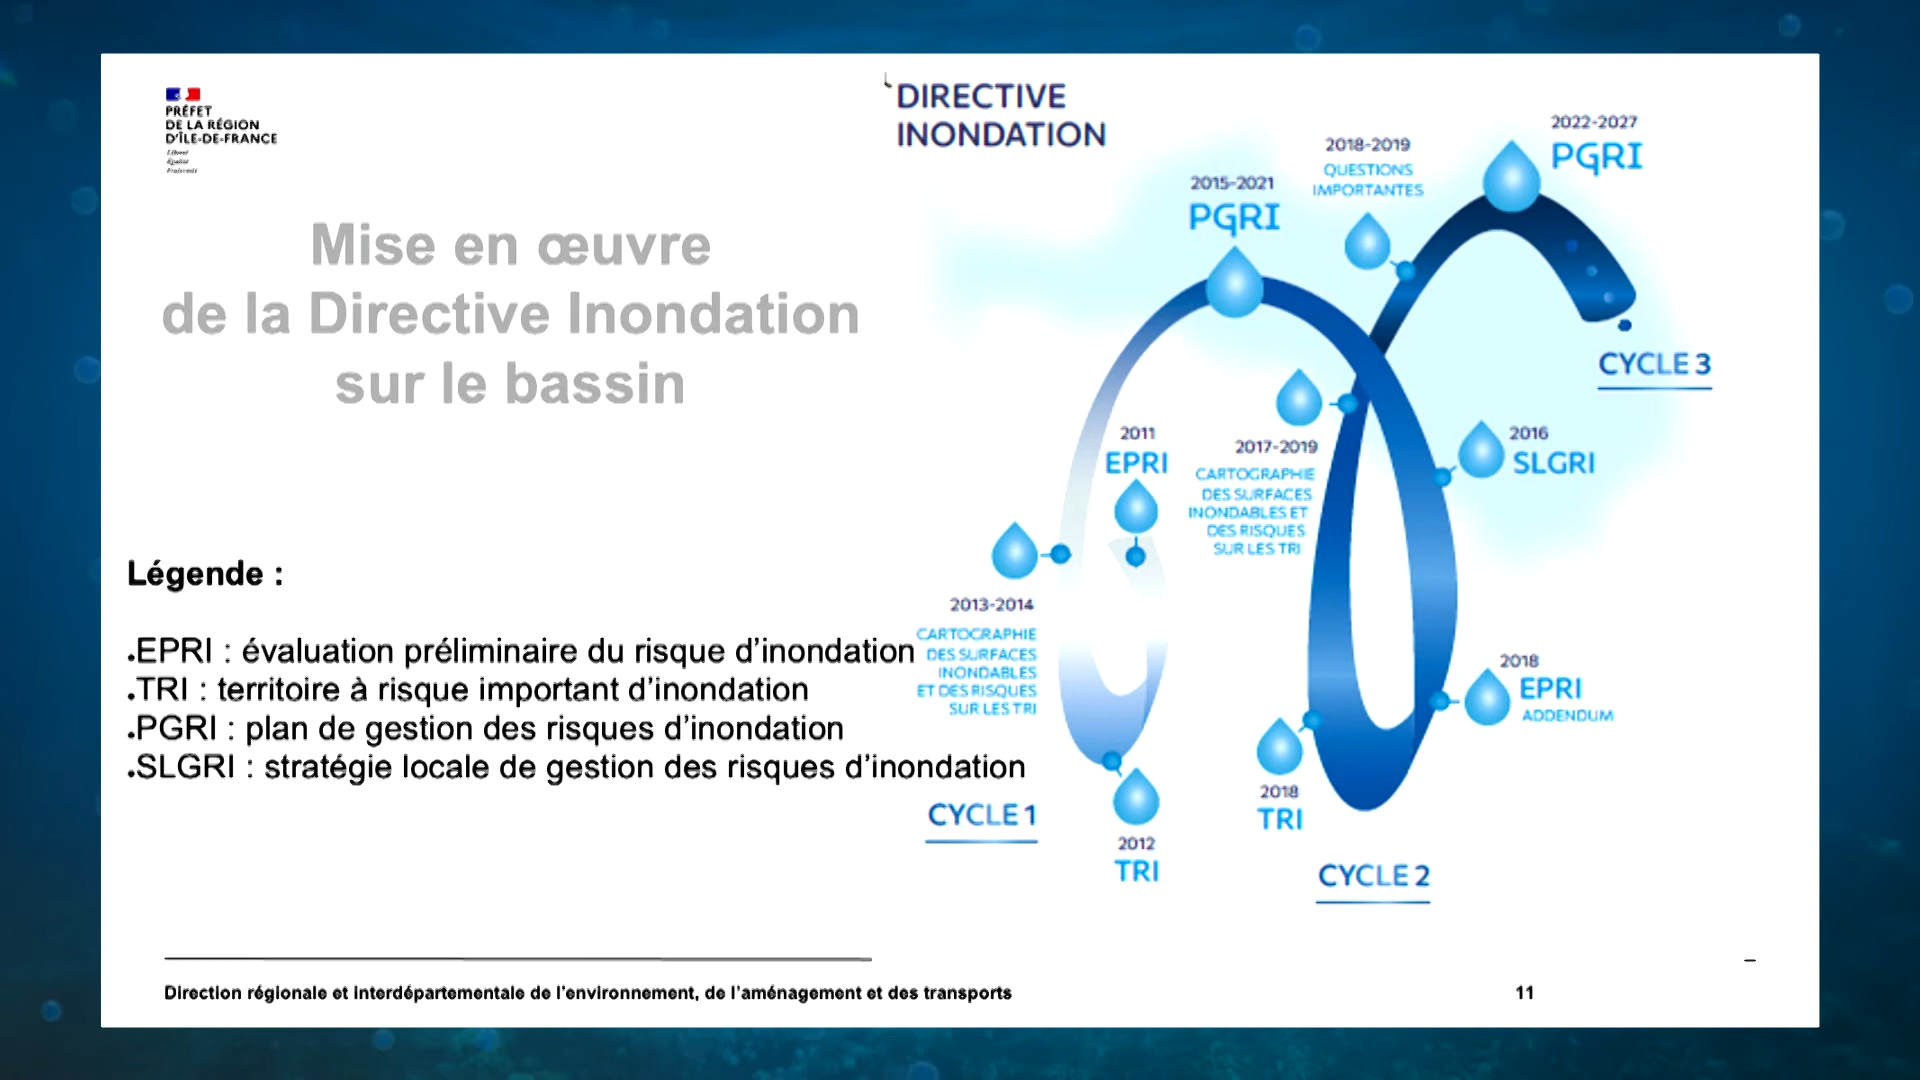 PRÉFET
DE LA RÉGION
D'ÎLE-DE-FRANCE
Liberté
Égalité
Fraternité
Mise en œuvre
de la Directive Inondation
sur le bassin
Légende :
.EPRI : évaluation préliminaire du risque d'inondation
.TRI : territoire à risque important d'inondation
.PGRI : plan de gestion des risques d'inondation
.SLGRI : stratégie locale de gestion des risques d'inondation
DIRECTIVE
INONDATION
2011
EPRI
2012
TRI
2013-2014
CARTOGRAPHIE
DES SURFACES
INONDABLES
ET DES RISQUES
SUR LES TRI
CYCLE 1
2015-2021
PGRI
2016
SLGRI
2018
EPRI
ADDENDUM
2018
TRI
CYCLE 2
2017-2019
CARTOGRAPHIE
DES SURFACES
INONDABLES ET
DES RISQUES
SUR LES TRI
2018-2019
QUESTIONS
IMPORTANTES
2022-2027
PGRI
CYCLE 3
Direction régionale et interdépartementale de l'environnement, de l'aménagement et des transports
11